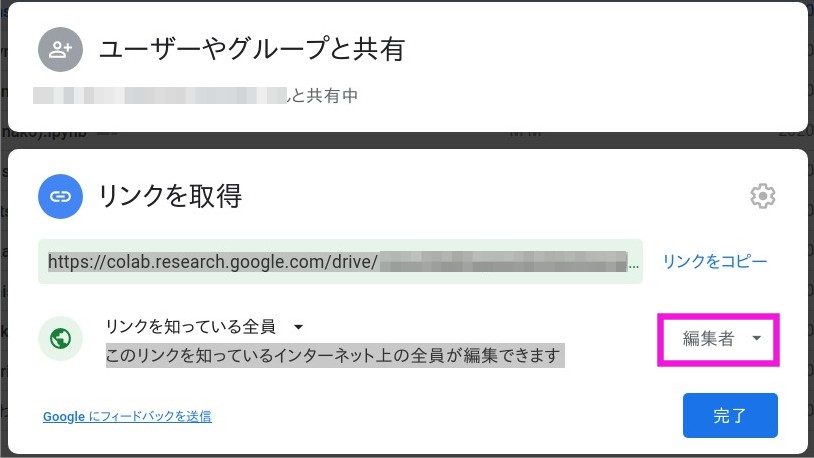 ユーザーやグループと共有
と共有中
nako).ipynb
リンクを取得
https://colab.research.google.com/drive/
...
リンクをコピー
リンクを知っている全員
このリンクを知っているインターネット上の全員が編集できます
編集者
Google にフィードバックを送信
完了